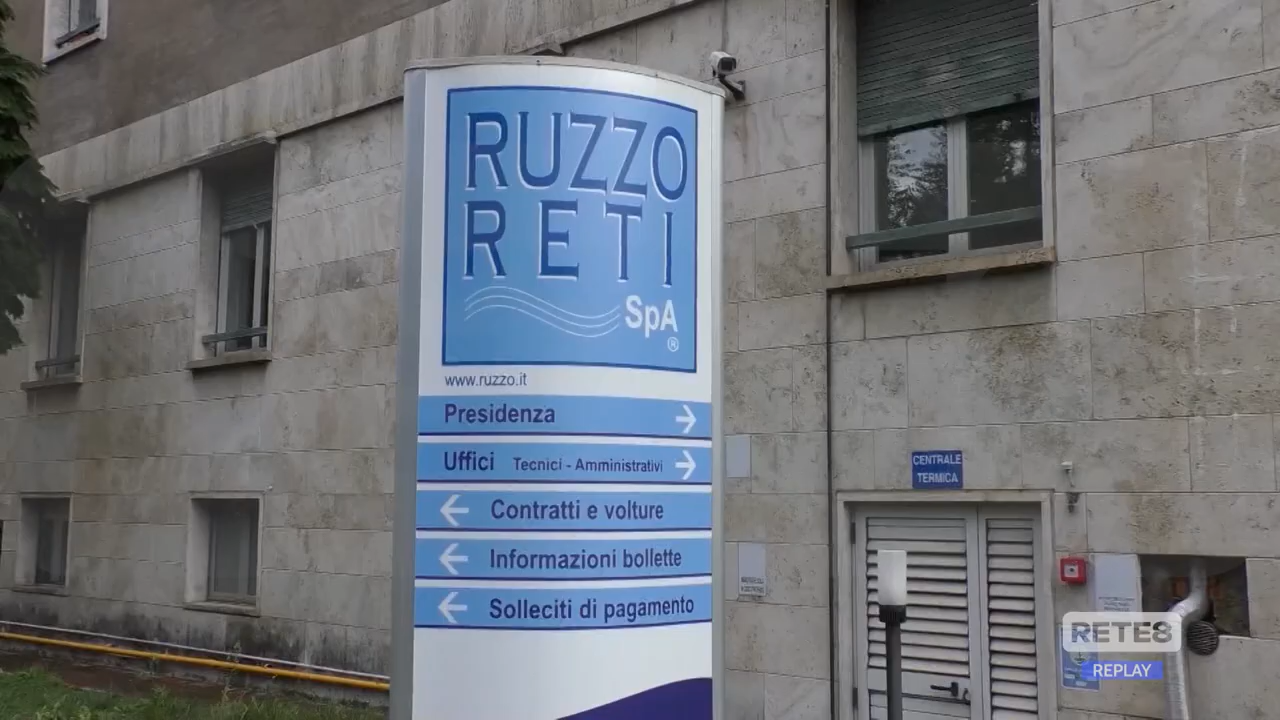 RUZZO
RETI
SpA
®
www.ruzzo.it
Presidenza
Uffici Tecnici - Amministrativi
Contratti e volture
Informazioni bollette
Solleciti di pagamento
CENTRALE
TERMICA
RETE8
REPLAY